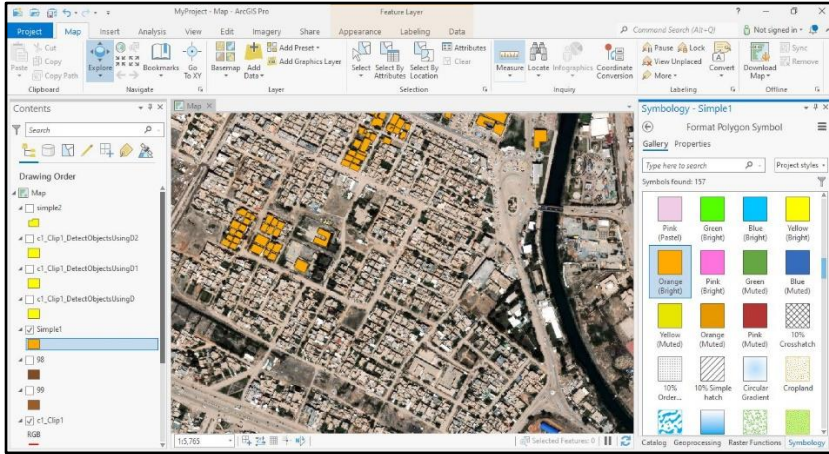 MyProject - Map - ArcGIS Pro
Feature Layer
?
Project Map Insert Analysis View Edit Imagery Share Appearance Labeling Data
Command Search (Alt+Q)
Not signed in
Paste
Cut
Copy
Copy Path
Clipboard
Explore
Bookmarks
Go To XY
Navigate
Basemap
Add Data
Add Preset
Add Graphics Layer
Layer
Select
Select By Attributes
Select By Location
Attributes
Clear
Selection
Measure
Locate
Infographics
Coordinate Conversion
Inquiry
Pause
Lock
View Unplaced
More
Convert
Labeling
Download Map
Sync
Remove
Offline
Contents
Search
Drawing Order
Map
simple2
c1_Clip1_DetectObjectsUsingD2
c1_Clip1_DetectObjectsUsingD1
c1_Clip1_DetectObjectsUsingD
Simple1
98
99
c1_Clip1
RGB
Map
1:5,765
Selected Features: 0
Symbology - Simple1
Format Polygon Symbol
Gallery Properties
Type here to search
Project styles
Symbols found: 157
Pink (Pastel)
Green (Bright)
Blue (Bright)
Yellow (Bright)
Orange (Bright)
Pink (Bright)
Green (Muted)
Blue (Muted)
Yellow (Muted)
Orange (Muted)
Pink (Muted)
10% Crosshatch
10% Order...
10% Simple hatch
Circular Gradient
Cropland
Catalog Geoprocessing Raster Functions Symbology